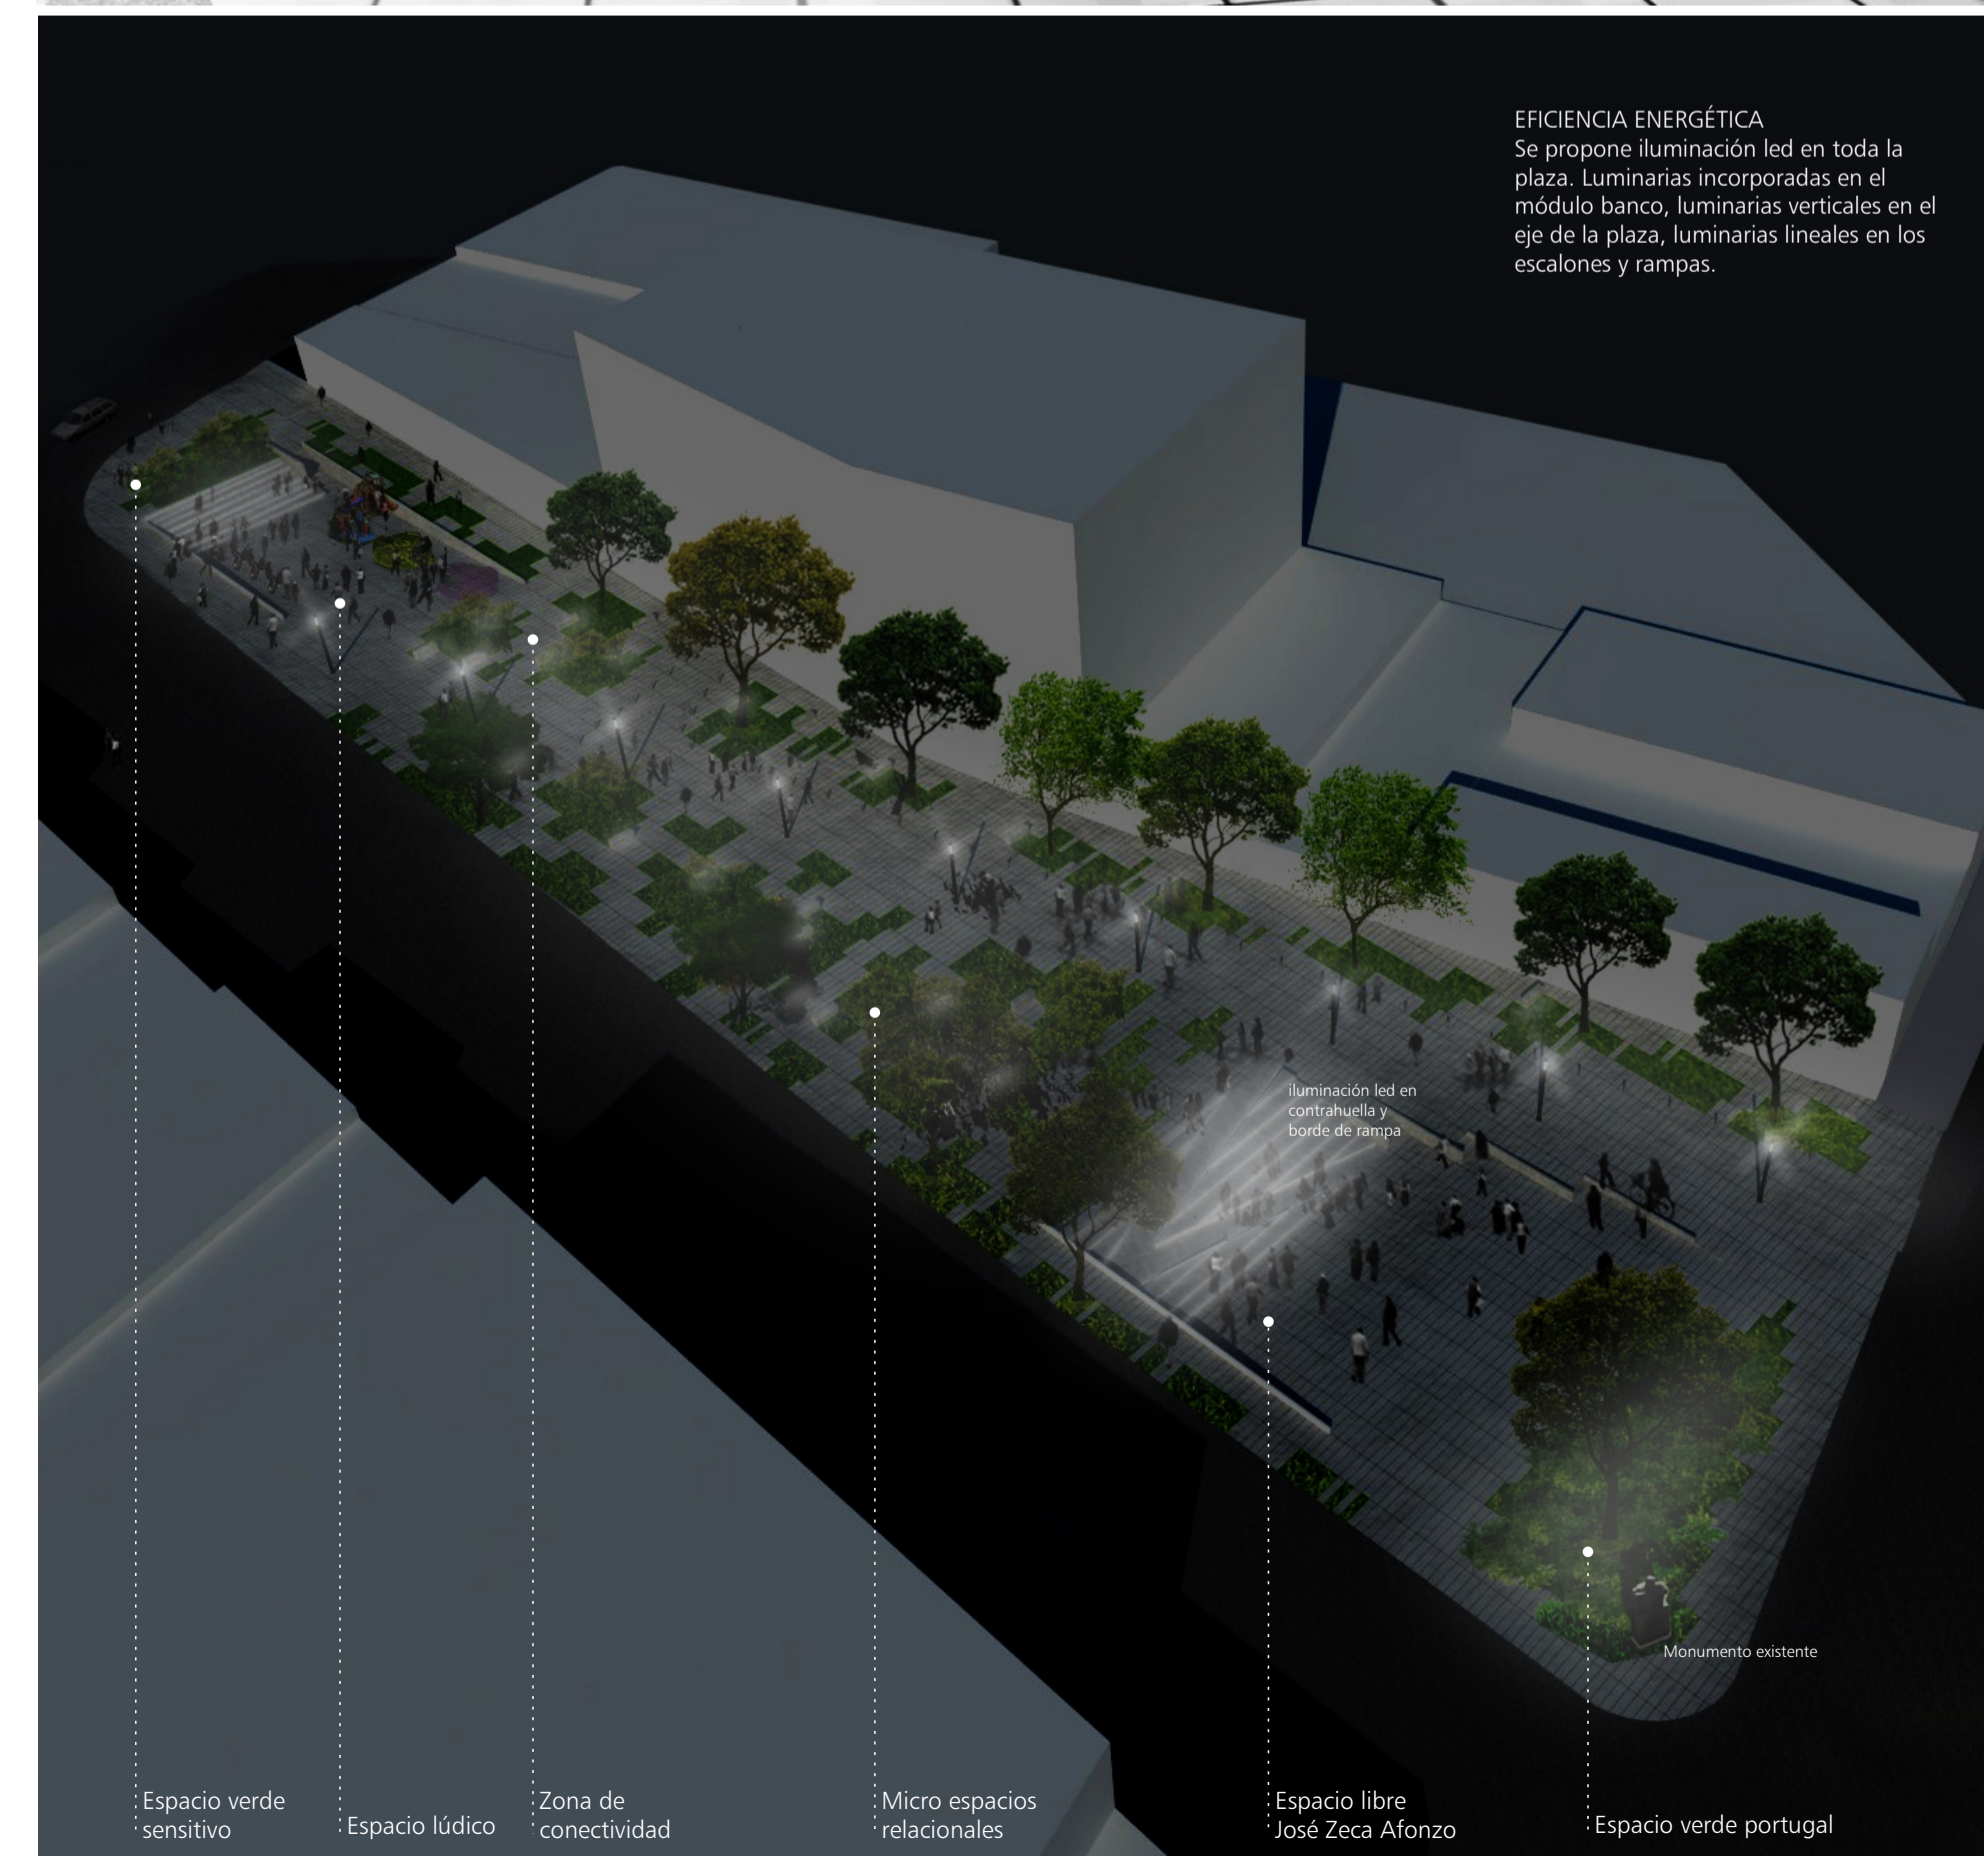 EFICIENCIA ENERGÉTICA
Se propone iluminación led en toda la
plaza. Luminarias incorporadas en el
módulo banco, luminarias verticales en el
eje de la plaza, luminarias lineales en los
escalones y rampas.
iluminación led en
contrahuella y
borde de rampa
Monumento existente
Espacio verde
sensitivo
Espacio lúdico
Zona de
conectividad
Micro espacios
relacionales
Espacio libre
José Zeca Afonzo
Espacio verde portugal